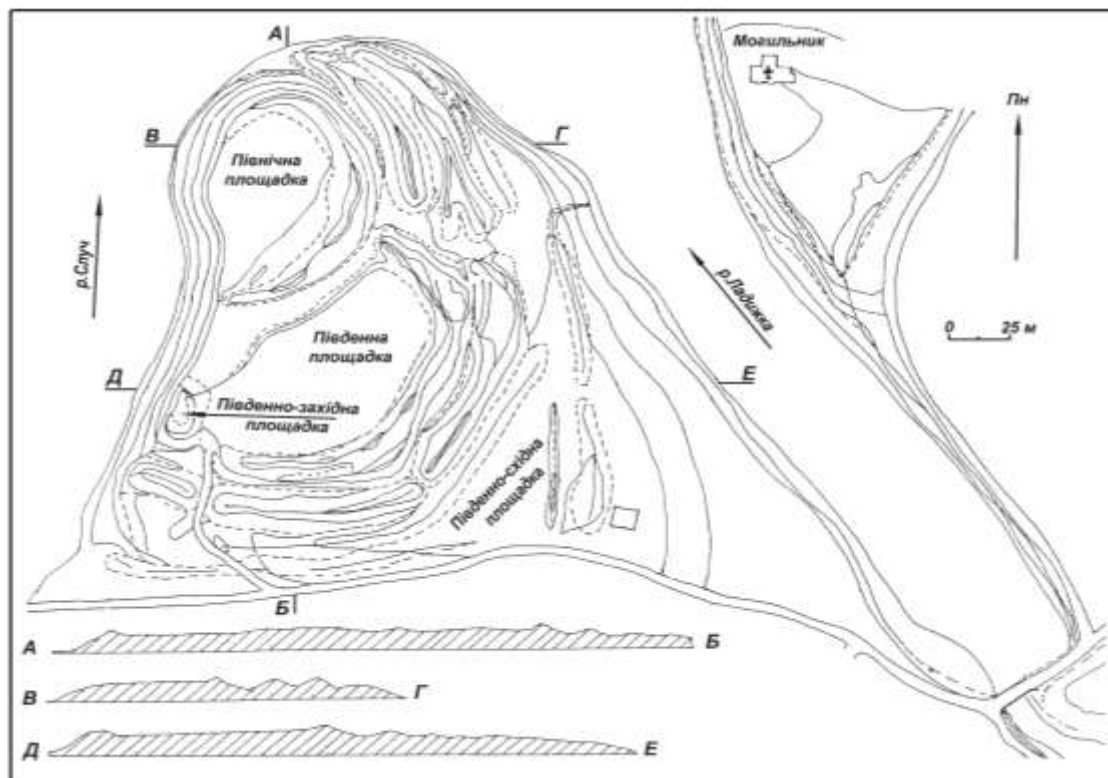 А
Могильник
Пн
В
Г
Північна
площадка
р.Случ
р.Ладижка
0 25 м
Південна
площадка
Д
Е
Південно-західна
площадка
Південно-східна
площадка
Б
А Б
В Г
Д Е